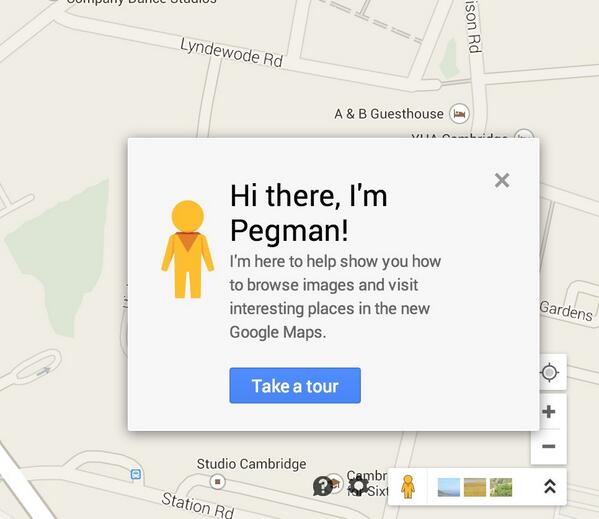 Company Dance Studios
Lyndewode Rd
ison Rd
A & B Guesthouse
YHA Cambridge
Hi there, I'm
Pegman!
I'm here to help show you how
to browse images and visit
interesting places in the new
Google Maps.
Take a tour
Gardens
Studio Cambridge
Cambr
for Sixt
Station Rd